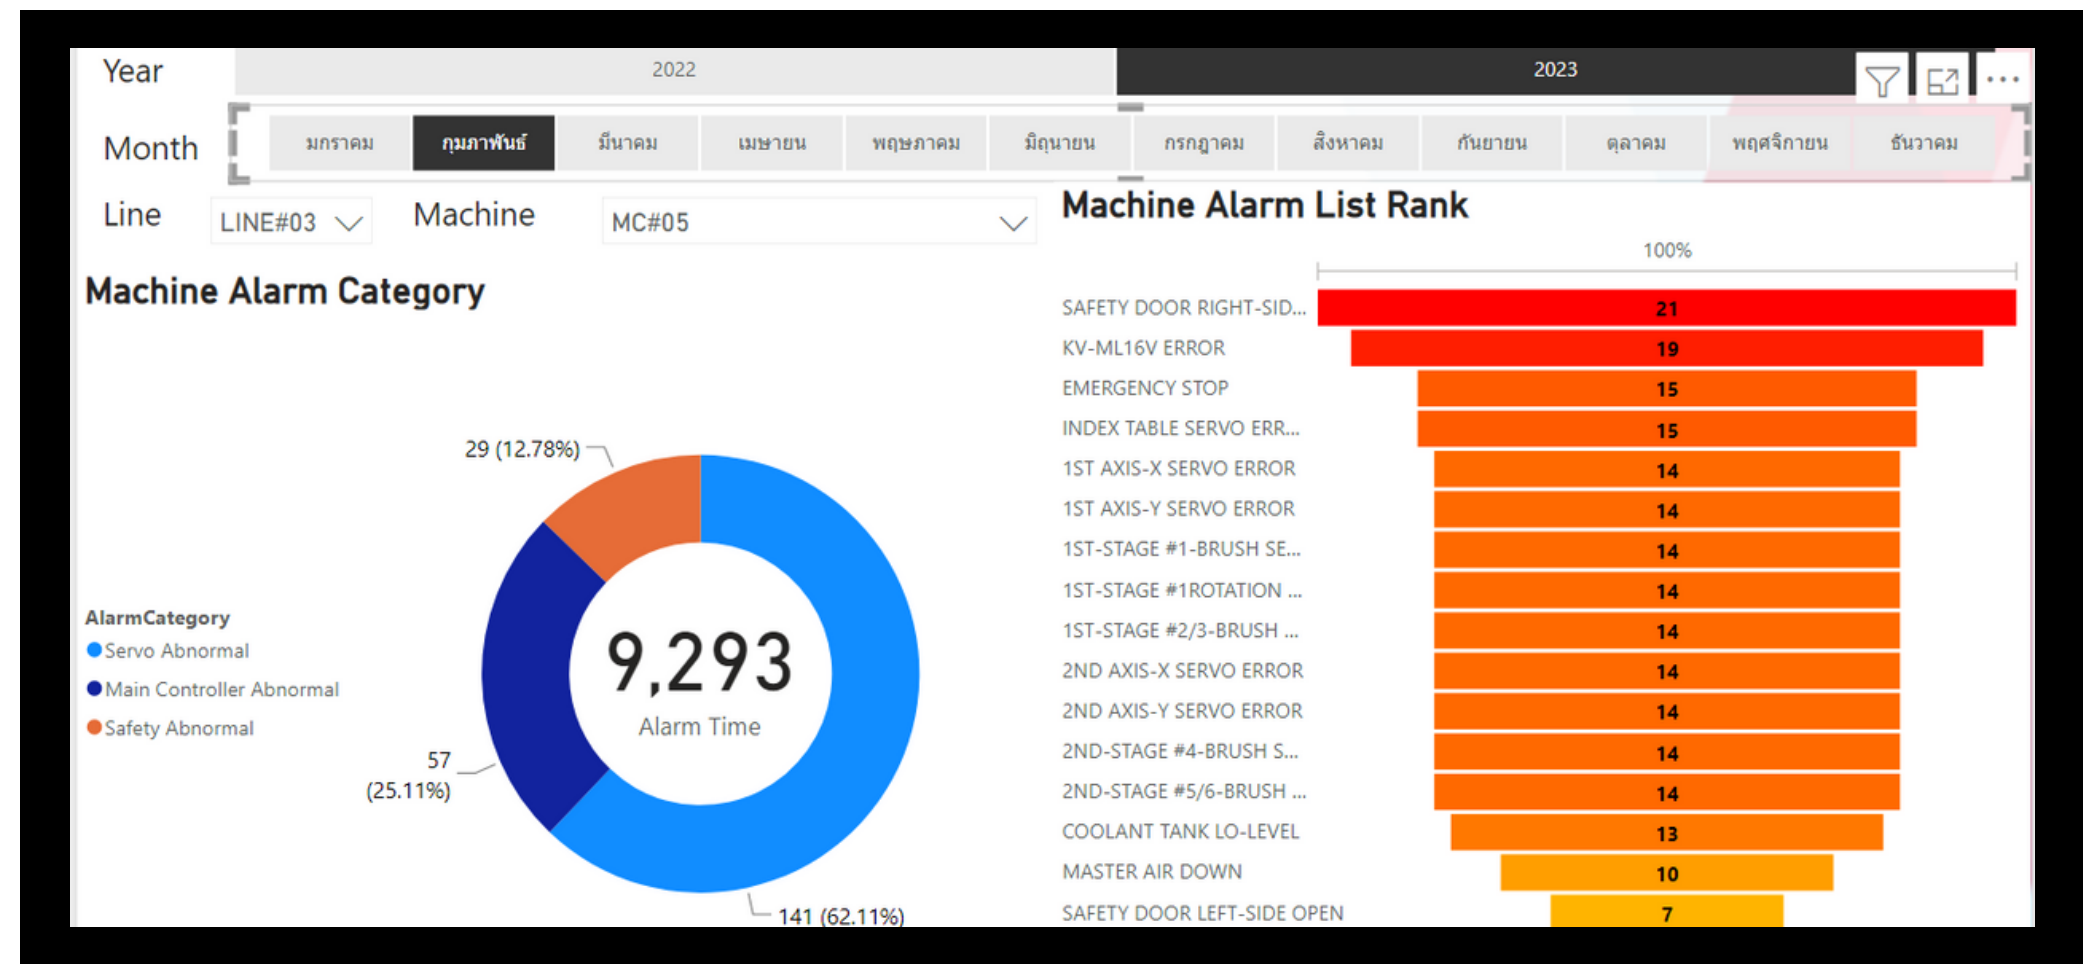 Year 2022 2023
Month มกราคม กุมภาพันธ์ มีนาคม เมษายน พฤษภาคม มิถุนายน กรกฎาคม สิงหาคม กันยายน ตุลาคม พฤศจิกายน ธันวาคม
Line LINE#03 Machine MC#05
Machine Alarm Category
29 (12.78%)
AlarmCategory
Servo Abnormal
Main Controller Abnormal
Safety Abnormal
9,293
Alarm Time
57
(25.11%)
141 (62.11%)
Machine Alarm List Rank
100%
SAFETY DOOR RIGHT-SID... 21
KV-ML16V ERROR 19
EMERGENCY STOP 15
INDEX TABLE SERVO ERR... 15
1ST AXIS-X SERVO ERROR 14
1ST AXIS-Y SERVO ERROR 14
1ST-STAGE #1-BRUSH SE... 14
1ST-STAGE #1ROTATION ... 14
1ST-STAGE #2/3-BRUSH ... 14
2ND AXIS-X SERVO ERROR 14
2ND AXIS-Y SERVO ERROR 14
2ND-STAGE #4-BRUSH S... 14
2ND-STAGE #5/6-BRUSH ... 14
COOLANT TANK LO-LEVEL 13
MASTER AIR DOWN 10
SAFETY DOOR LEFT-SIDE OPEN 7